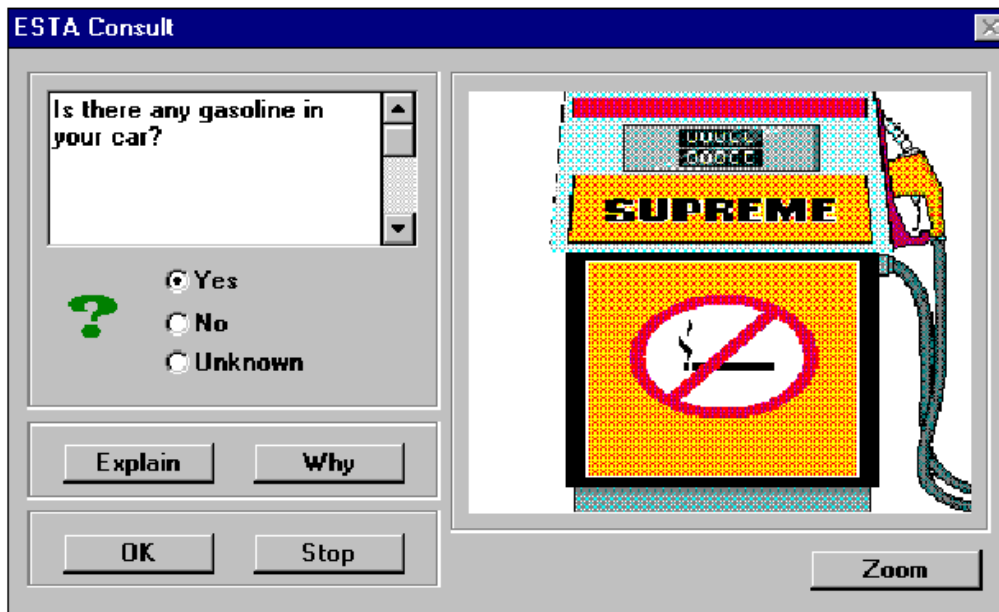 ESTA Consult
Is there any gasoline in
your car?
Yes
No
Unknown
Explain
Why
OK
Stop
SUPREME
Zoom